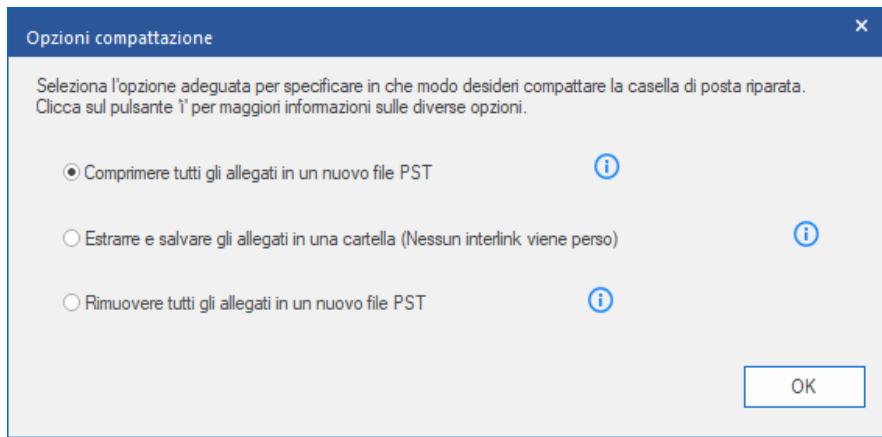 Opzioni compattazione
Seleziona l'opzione adeguata per specificare in che modo desideri compattare la casella di posta riparata.
Clicca sul pulsante 'i' per maggiori informazioni sulle diverse opzioni.
Comprimere tutti gli allegati in un nuovo file PST
Estrarre e salvare gli allegati in una cartella (Nessun interlink viene perso)
Rimuovere tutti gli allegati in un nuovo file PST
OK